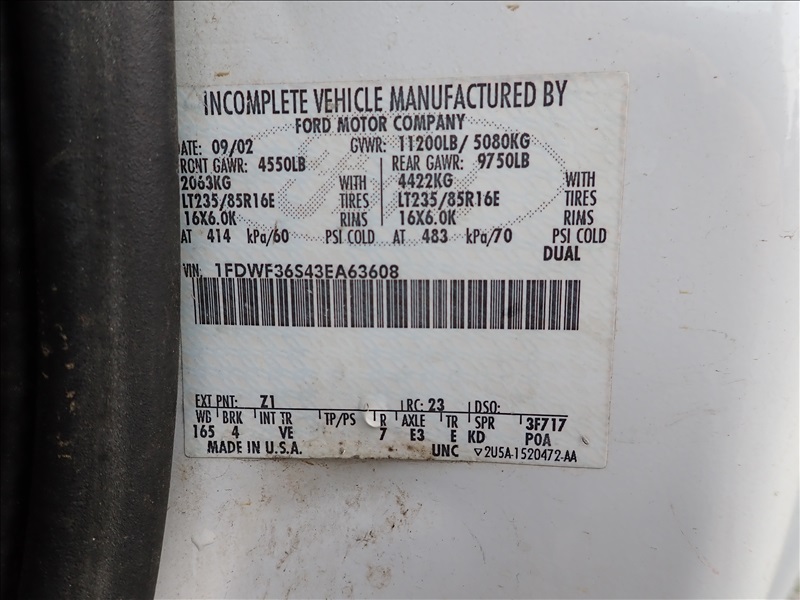 INCOMPLETE VEHICLE MANUFACTURED BY
FORD MOTOR COMPANY
ATE: 09/02 GVWR: 11200LB/ 5080KG
RONT GAWR: 4550LB REAR GAWR: 9750LB
2063KG WITH 4422KG WITH
LT235/85R16E TIRES LT235/85R16E TIRES
16X6.0K RIMS 16X6.0K RIMS
AT 414 kPa/60 PSI COLD AT 483 kPa/70 PSI COLD
DUAL
VIN: 1FDWF36S43EA63608
EXT PNT: Z1 RC: 23 DSO:
WB BRK INT TR TP/PS R AXLE TR SPR 3F717
165 4 VE 7 E3 E KD POA
MADE IN U.S.A. UNC ▽2U5A-1520472-AA